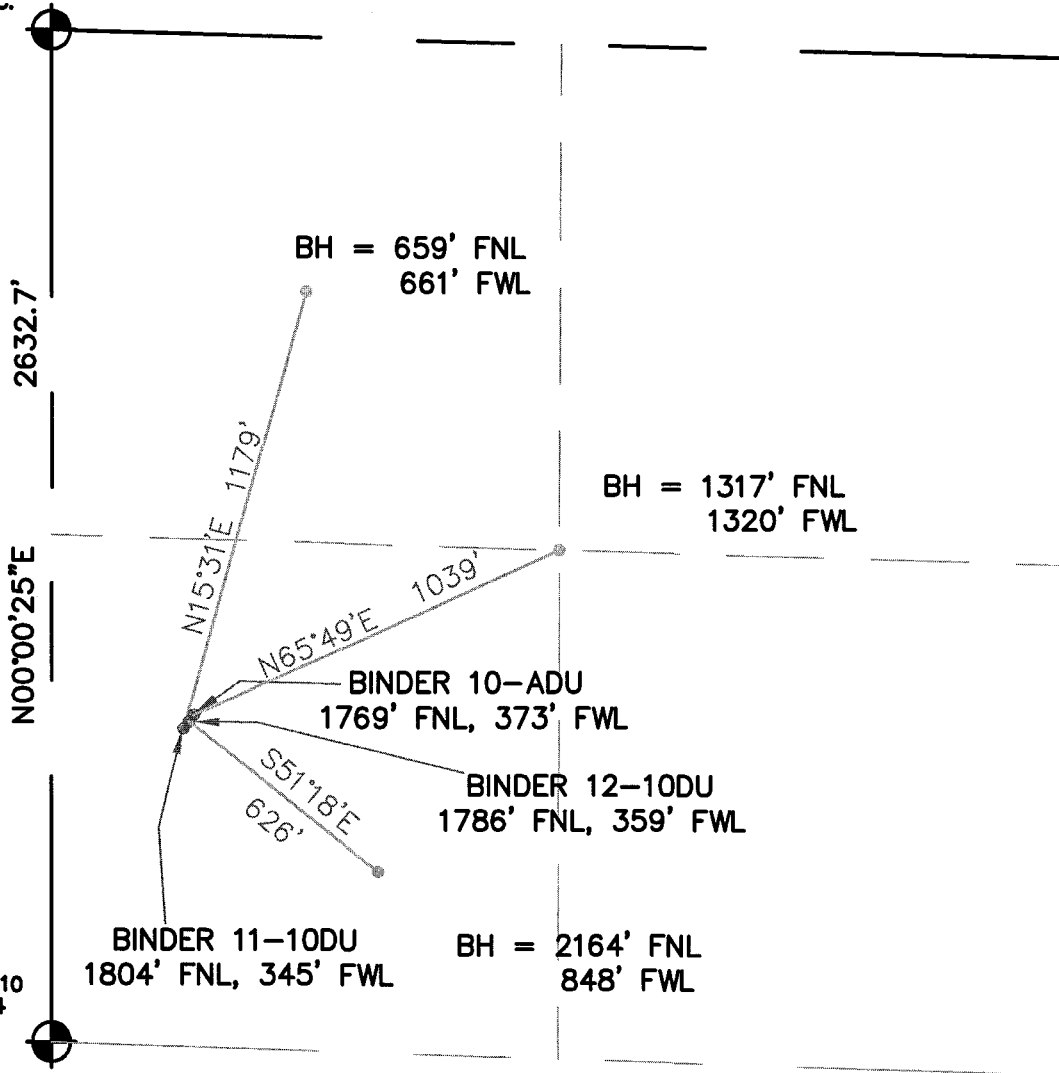 BH = 659' FNL
661' FWL
2632.7'
N00°00'25"E
N15°31'E 1179'
BH = 1317' FNL
1320' FWL
N65°49'E 1039'
BINDER 10-ADU
1769' FNL, 373' FWL
S51°18'E
626'
BINDER 12-10DU
1786' FNL, 359' FWL
BINDER 11-10DU
1804' FNL, 345' FWL
BH = 2164' FNL
848' FWL
10